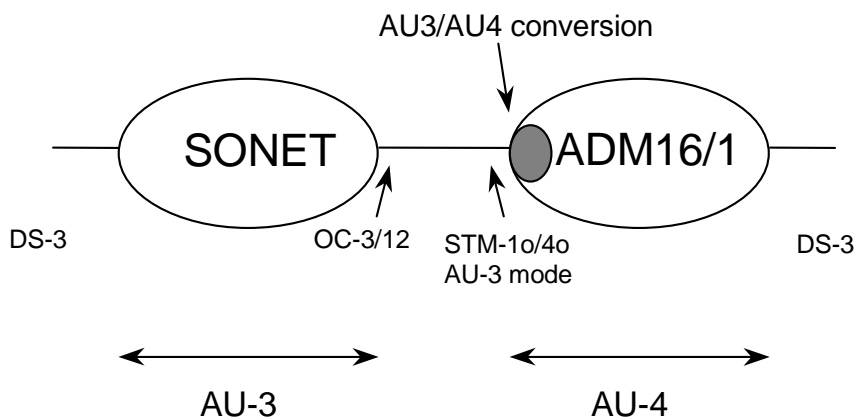 AU3/AU4 conversion
SONET
ADM16/1
DS-3
OC-3/12
STM-1o/4o
AU-3 mode
DS-3
AU-3
AU-4